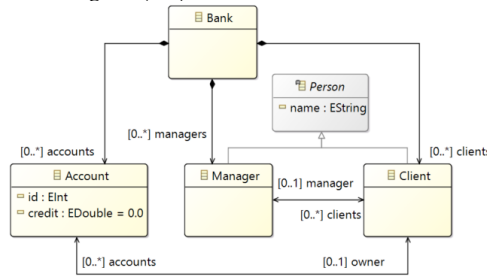 Bank
Person
name : EString
[0..*] managers
[0..*] accounts
[0..*] clients
Account
id : EInt
credit : EDouble = 0.0
Manager
[0..1] manager
[0..*] clients
Client
[0..*] accounts
[0..1] owner